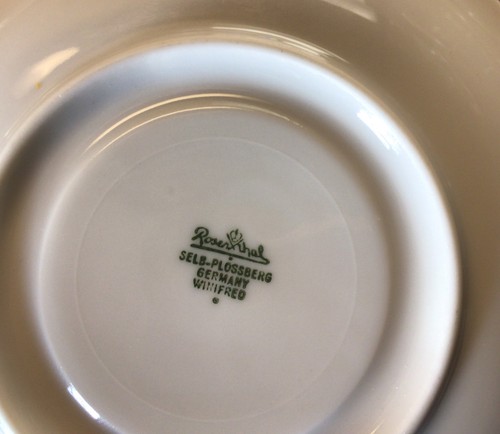 Rosenthal
SELB-PLÖSSBERG
GERMANY
WINIFRED